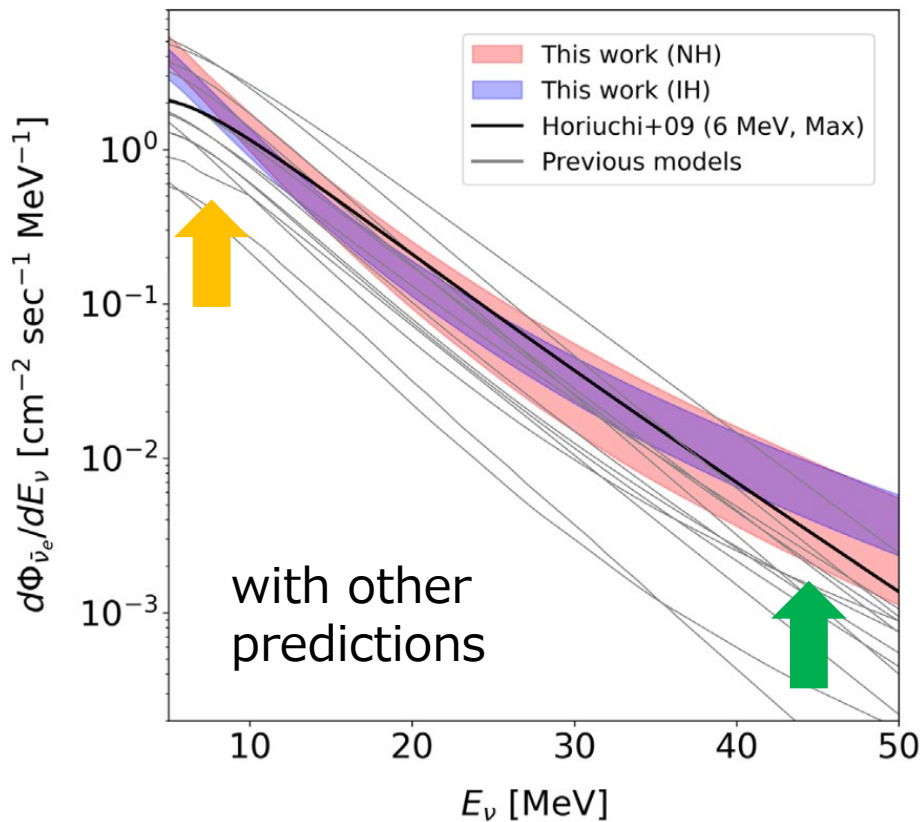 This work (NH)
This work (IH)
Horiuchi+09 (6 MeV, Max)
Previous models
10⁰
10⁻¹
10⁻²
10⁻³
dΦ_ν̄ₑ/dE_ν [cm⁻² sec⁻¹ MeV⁻¹]
with other
predictions
10 20 30 40 50
E_ν [MeV]